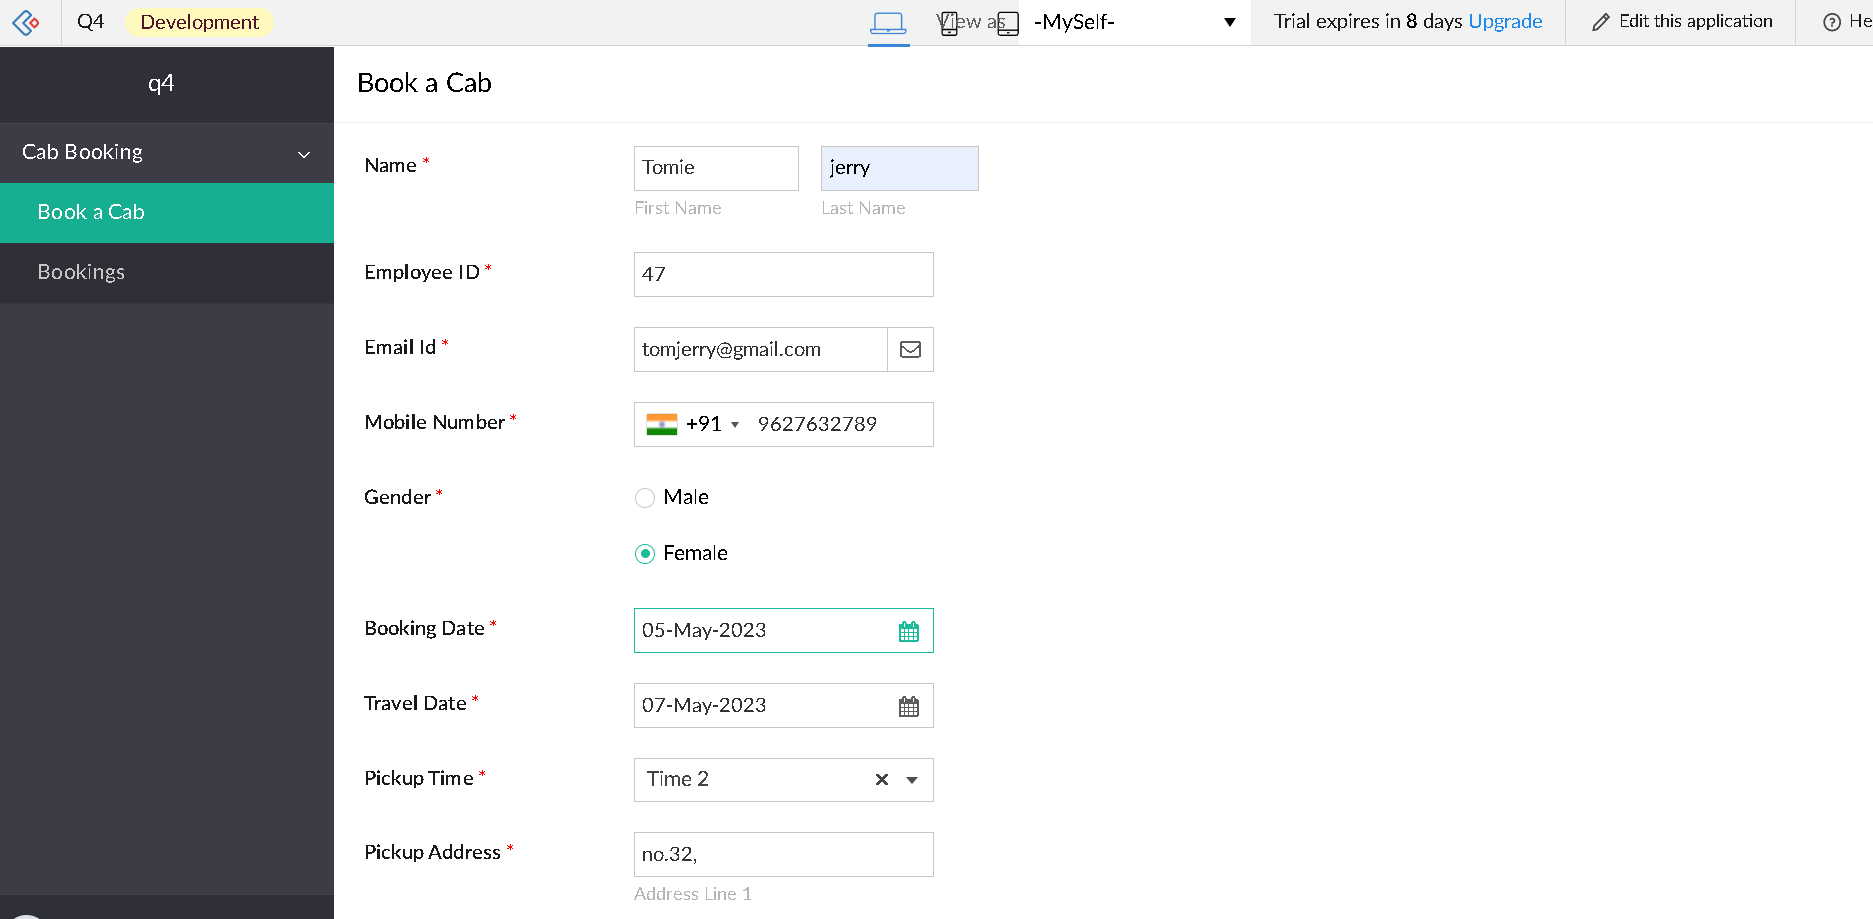 Q4 Development View as -MySelf- Trial expires in 8 days Upgrade Edit this application
q4
Cab Booking
Book a Cab
Bookings
Book a Cab
Name * Tomie jerry
First Name Last Name
Employee ID * 47
Email Id * tomjerry@gmail.com
Mobile Number * +91 9627632789
Gender * Male
Female
Booking Date * 05-May-2023
Travel Date * 07-May-2023
Pickup Time * Time 2
Pickup Address * no.32,
Address Line 1